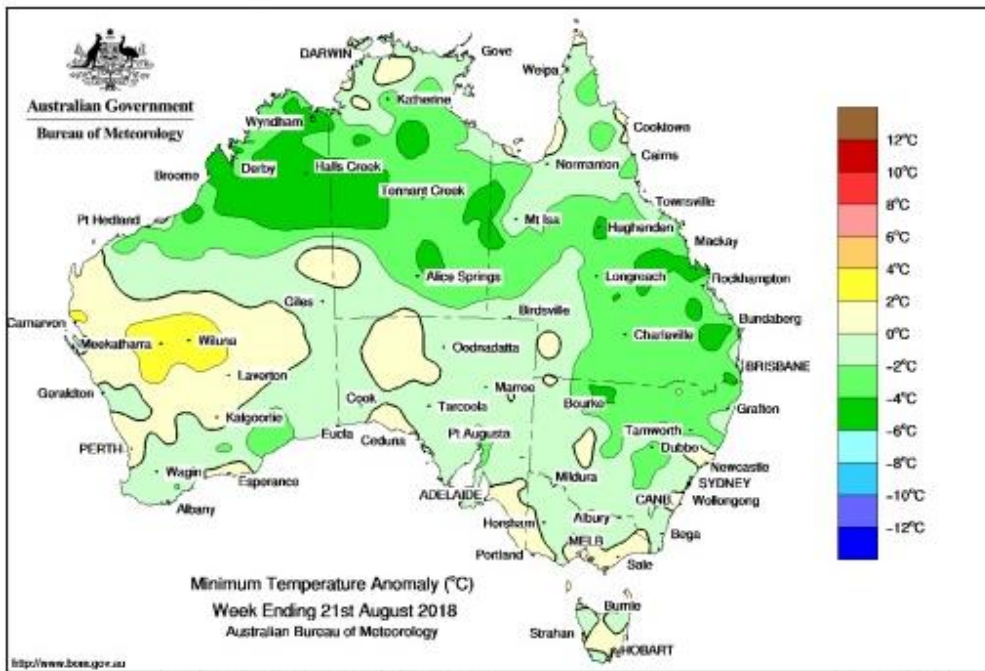 Australian Government
Bureau of Meteorology
DARWIN
Gove
Weipa
Katherine
Wyndham
Cooktown
Cairns
Broome
Derby
Halls Creek
Normanton
Tennant Creek
Townsville
Pt Hedland
Mt Isa
Hughenden
Mackay
Alice Springs
Longreach
Rockhampton
Giles
Birdsville
Bundaberg
Carnarvon
Meekatharra
Wiluna
Oodnadatta
Charleville
BRISBANE
Laverton
Marree
Geraldton
Cook
Tarcoola
Bourke
Grafton
Kalgoorlie
Eucla
Ceduna
Pt Augusta
Tamworth
Dubbo
PERTH
Newcastle
Wagin
Esperance
Mildura
SYDNEY
ADELAIDE
CANB
Wollongong
Albany
Horsham
Albury
Bega
Portland
MELB
Sale
Burnie
Strahan
HOBART
12°C
10°C
8°C
6°C
4°C
2°C
0°C
-2°C
-4°C
-6°C
-8°C
-10°C
-12°C
Minimum Temperature Anomaly (°C)
Week Ending 21st August 2018
Australian Bureau of Meteorology
http://www.bom.gov.au